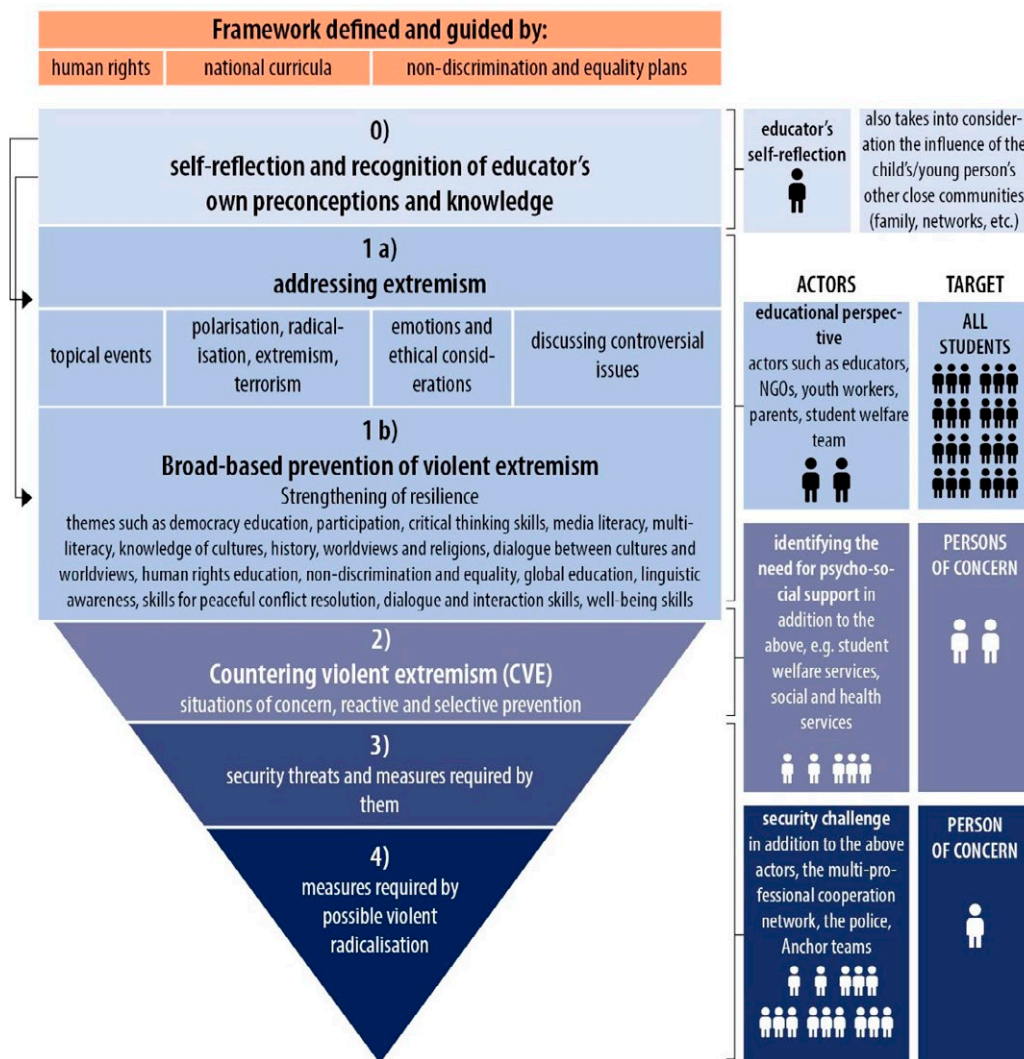 Framework defined and guided by:
human rights
national curricula
non-discrimination and equality plans
0)
self-reflection and recognition of educator's
own preconceptions and knowledge
educator's
self-reflection
also takes into consider-
ation the influence of the
child's/young person's
other close communities
(family, networks, etc.)
1 a)
addressing extremism
topical events
polarisation, radical-
isation, extremism,
terrorism
emotions and
ethical consid-
erations
discussing controversial
issues
1 b)
Broad-based prevention of violent extremism
Strengthening of resilience
themes such as democracy education, participation, critical thinking skills, media literacy, multi-
literacy, knowledge of cultures, history, worldviews and religions, dialogue between cultures and
worldviews, human rights education, non-discrimination and equality, global education, linguistic
awareness, skills for peaceful conflict resolution, dialogue and interaction skills, well-being skills
ACTORS
educational perspec-
tive
actors such as educators,
NGOs, youth workers,
parents, student welfare
team
TARGET
ALL
STUDENTS
2)
Countering violent extremism (CVE)
situations of concern, reactive and selective prevention
identifying the
need for psycho-so-
cial support in
addition to the
above, e.g. student
welfare services,
social and health
services
PERSONS
OF CONCERN
3)
security threats and measures required by
them
4)
measures required by
possible violent
radicalisation
security challenge
in addition to the above
actors, the multi-pro-
fessional cooperation
network, the police,
Anchor teams
PERSON
OF CONCERN